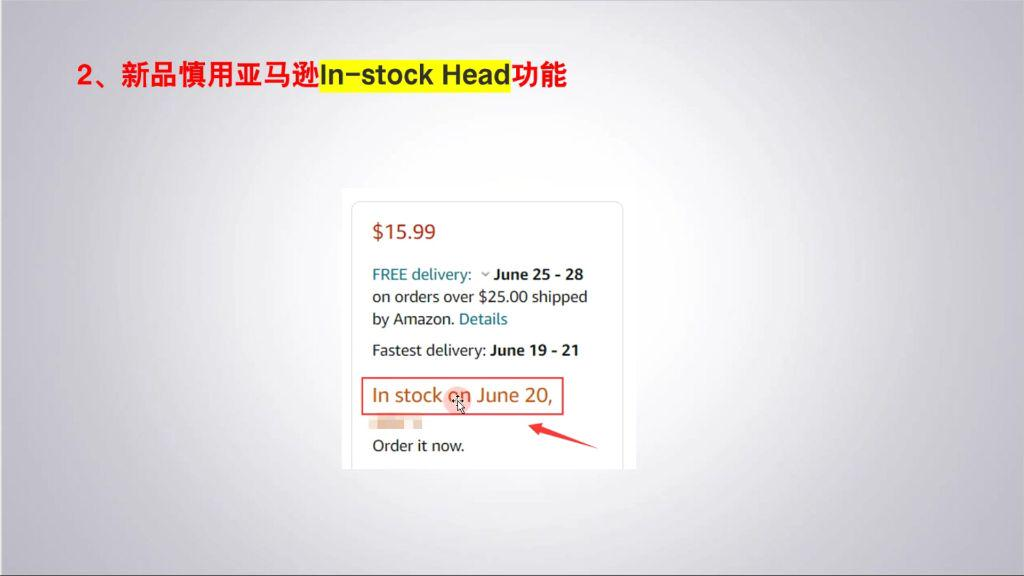 2、新品慎用亚马逊In-stock Head功能
$15.99
FREE delivery: June 25 - 28
on orders over $25.00 shipped
by Amazon. Details
Fastest delivery: June 19 - 21
In stock on June 20,
Order it now.